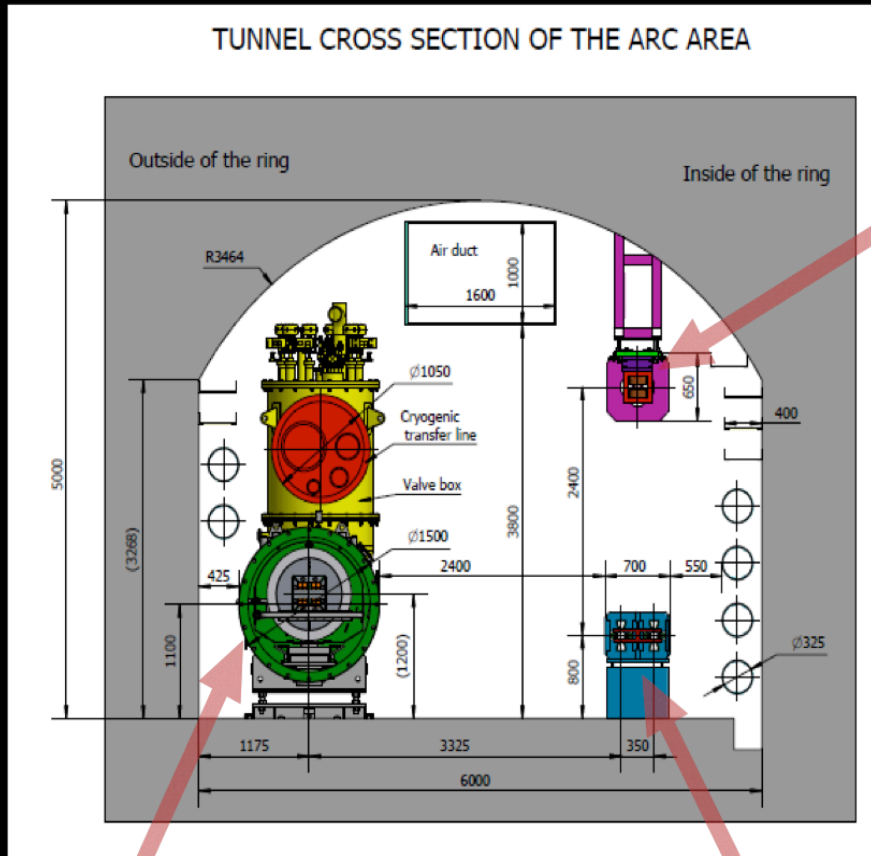 TUNNEL CROSS SECTION OF THE ARC AREA
Outside of the ring
Inside of the ring
R3464
Air duct
1000
1600
Ø1050
650
400
Cryogenic
transfer line
Valve box
5000
(3268)
3800
2400
Ø1500
425
2400
700
550
1100
(1200)
800
Ø325
1175
3325
350
6000